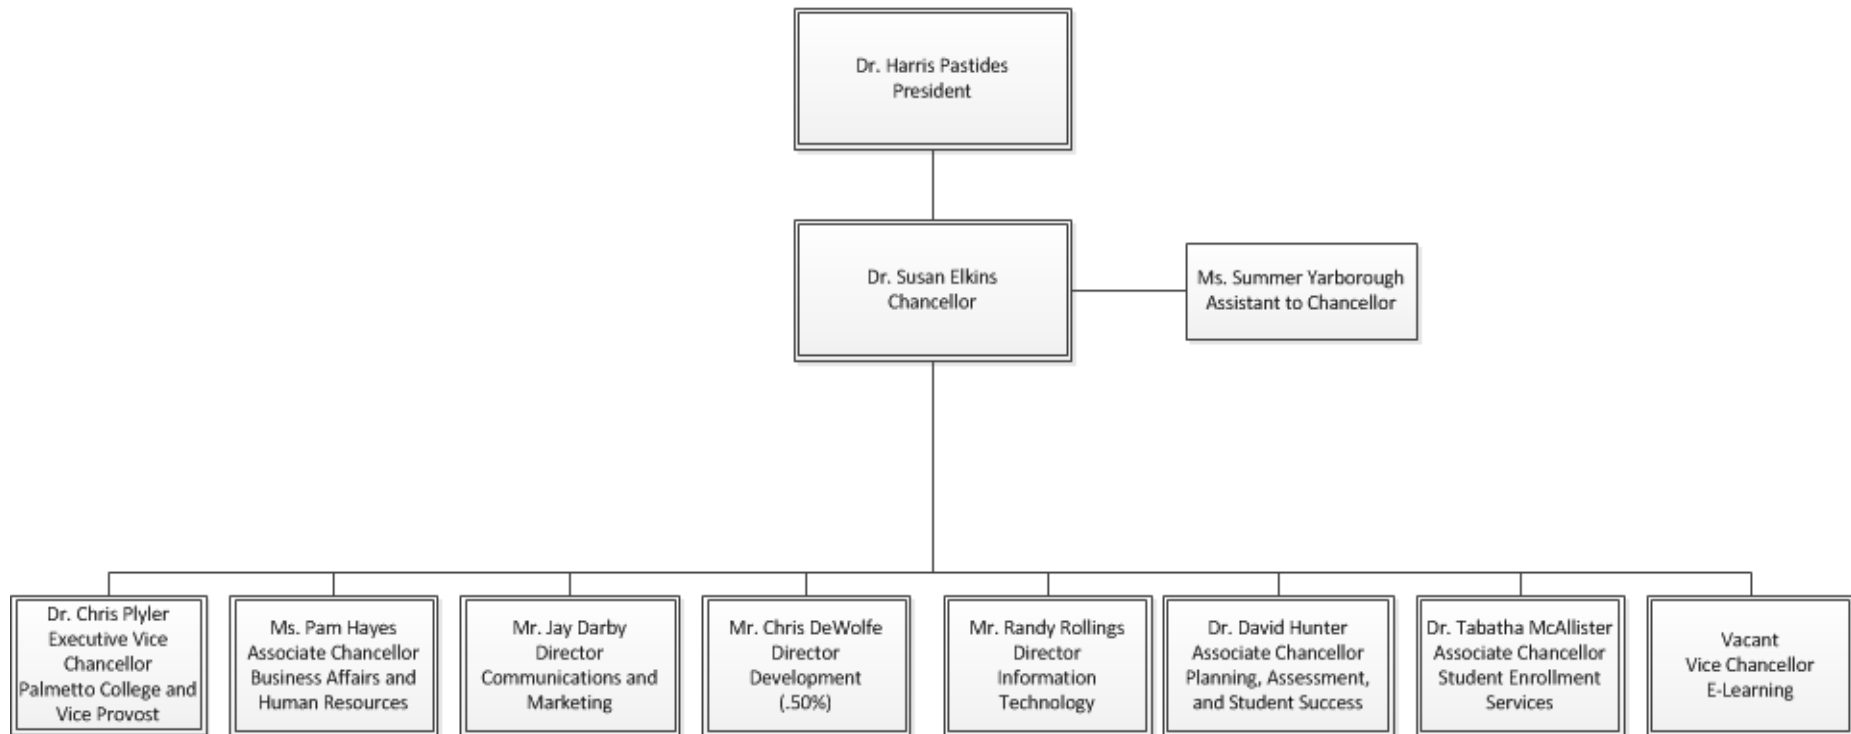 Dr. Harris Pastides
President
Dr. Susan Elkins
Chancellor
Ms. Summer Yarborough
Assistant to Chancellor
Dr. Chris Plyler
Executive Vice
Chancellor
Palmetto College and
Vice Provost
Ms. Pam Hayes
Associate Chancellor
Business Affairs and
Human Resources
Mr. Jay Darby
Director
Communications and
Marketing
Mr. Chris DeWolfe
Director
Development
(.50%)
Mr. Randy Rollings
Director
Information
Technology
Dr. David Hunter
Associate Chancellor
Planning, Assessment,
and Student Success
Dr. Tabatha McAllister
Associate Chancellor
Student Enrollment
Services
Vacant
Vice Chancellor
E-Learning